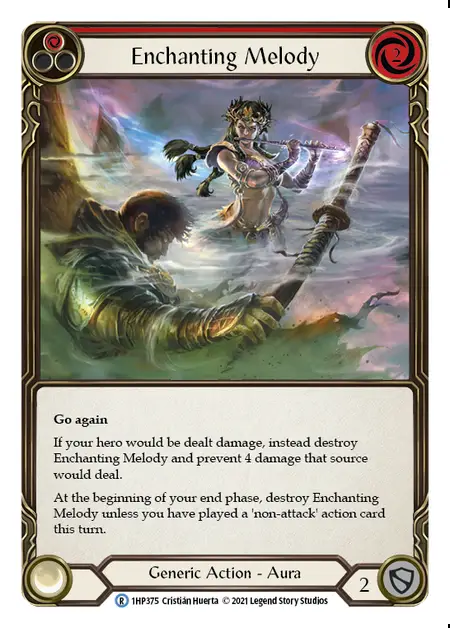 Enchanting Melody
2
Go again
If your hero would be dealt damage, instead destroy
Enchanting Melody and prevent 4 damage that source
would deal.
At the beginning of your end phase, destroy Enchanting
Melody unless you have played a 'non-attack' action card
this turn.
Generic Action - Aura
2
R 1HP375 Cristián Huerta © 2021 Legend Story Studios